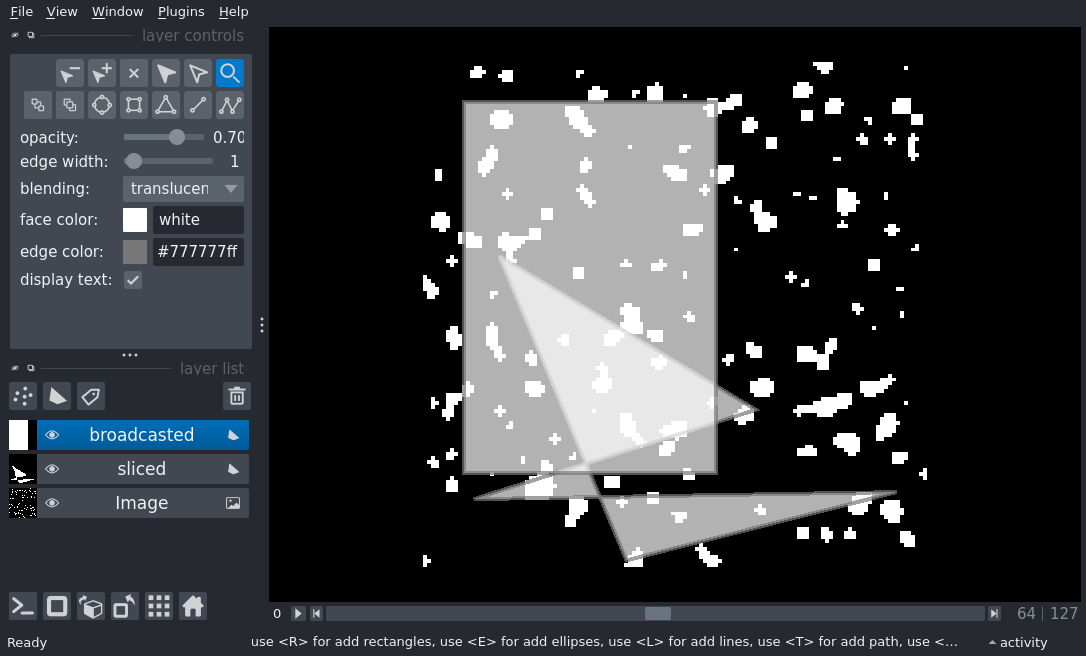 File View Window Plugins Help
layer controls
opacity: 0.70
edge width: 1
blending: translucen
face color: white
edge color: #777777ff
display text:
layer list
broadcasted
sliced
Image
0 64 127
Ready use <R> for add rectangles, use <E> for add ellipses, use <L> for add lines, use <T> for add path, use <... activity